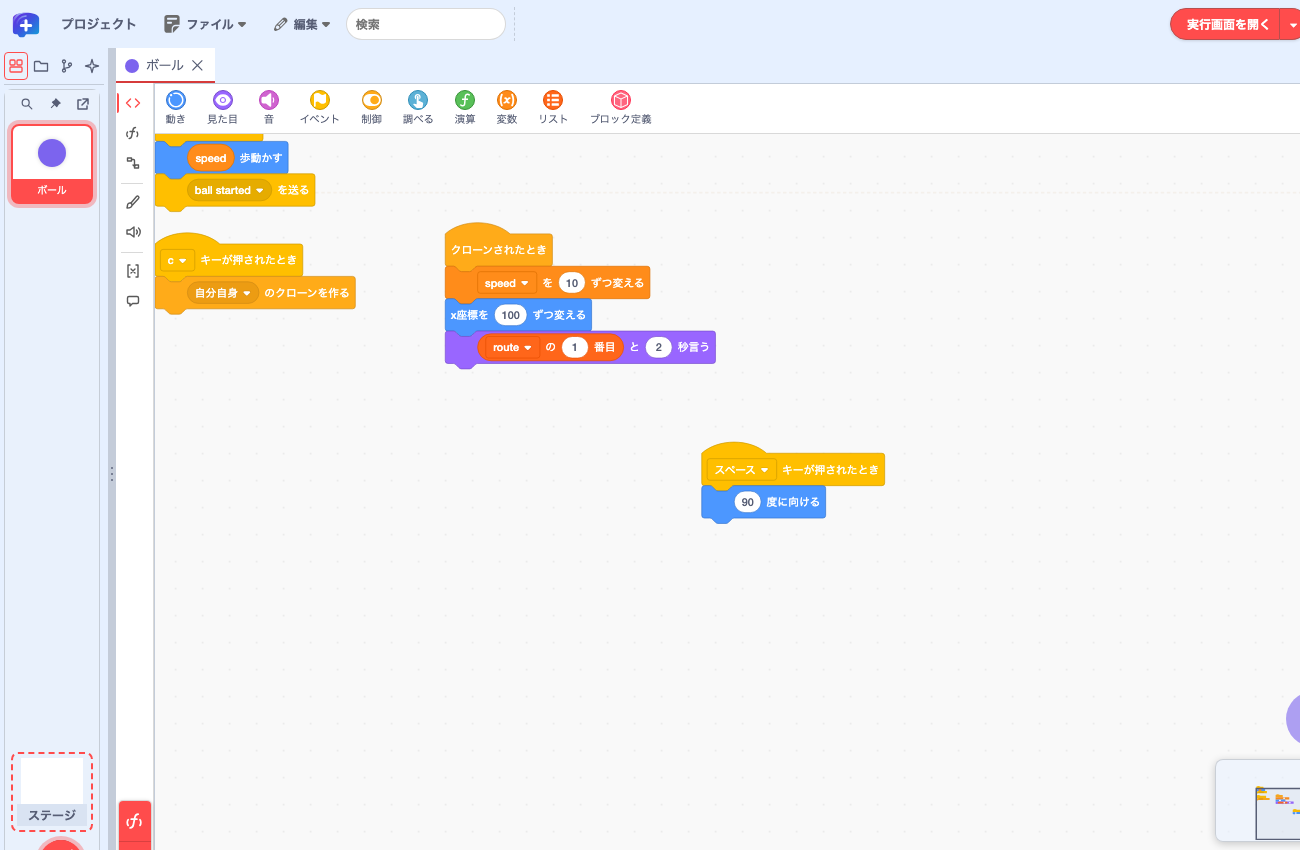 プロジェクト ファイル 編集 検索 実行画面を開く
ボール
動き 見た目 音 イベント 制御 調べる 演算 変数 リスト ブロック定義
speed 歩動かす
ball started を送る
c キーが押されたとき
自分自身 のクローンを作る
クローンされたとき
speed を 10 ずつ変える
x座標を 100 ずつ変える
route の 1 番目 と 2 秒言う
スペース キーが押されたとき
90 度に向ける
ボール
ステージ